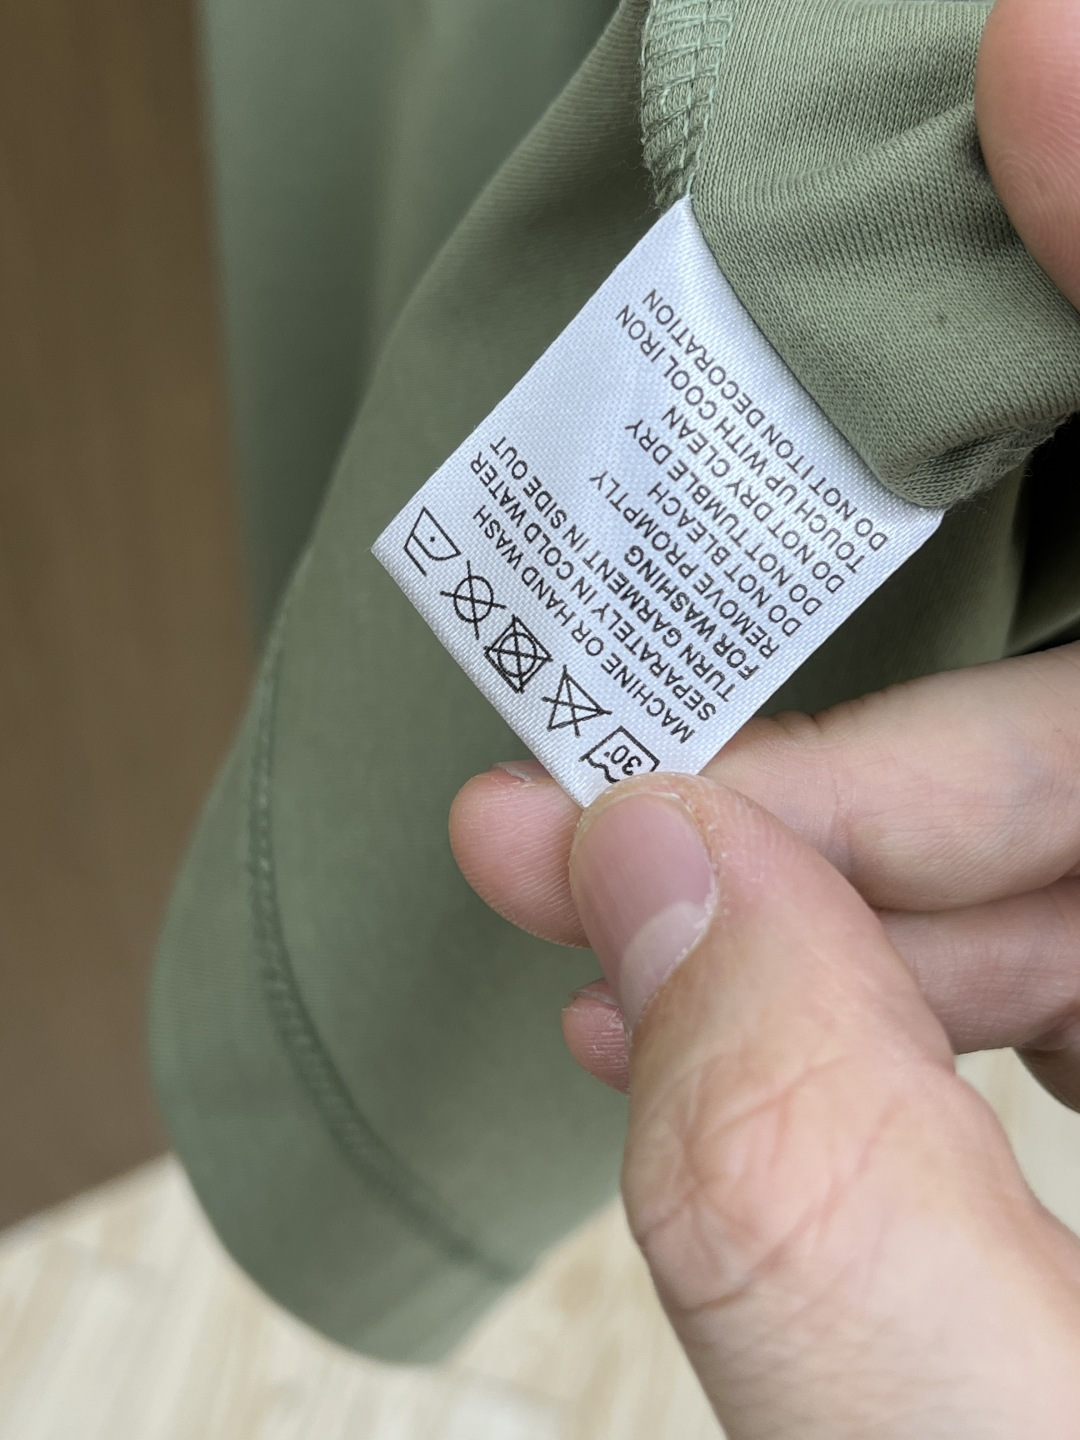 30°
MACHINE OR HAND WASH
SEPARATELY IN COLD WATER
TURN GARMENT IN SIDE OUT
FOR WASHING
REMOVE PROMPTLY
DO NOT BLEACH
DO NOT TUMBLE DRY
DO NOT DRY CLEAN
TOUCH UP WITH COOL IRON
DO NOT ITON DECORATION